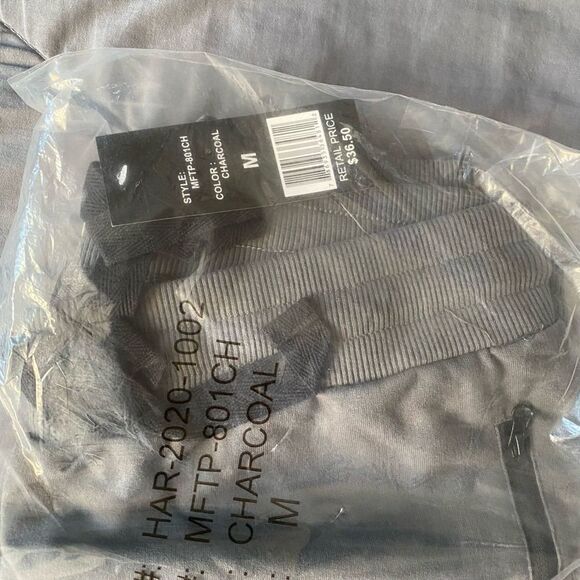 STYLE:
MFTP-801CH
COLOR :
CHARCOAL
M
RETAIL PRICE
$36.50
#: HAR-2020-1002
#: MFTP-801CH
: CHARCOAL
: M